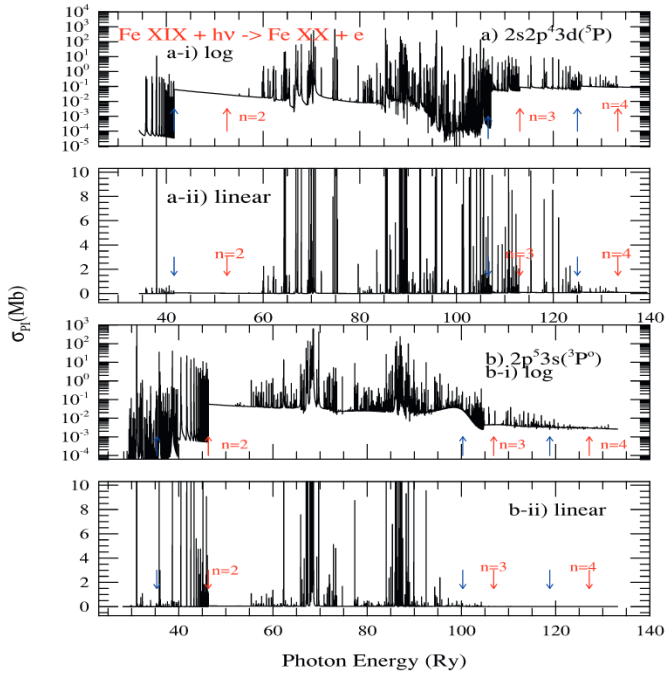 Fe XIX + hν -> Fe XX + e
a) 2s2p⁴3d(⁵P)
a-i) log
n=2
n=3
n=4
10⁴
10³
10²
10¹
10⁰
10⁻¹
10⁻²
10⁻³
10⁻⁴
10⁻⁵
a-ii) linear
n=2
n=3
n=4
10
8
6
4
2
0
40 60 80 100 120 140
σ_PI(Mb)
b) 2p⁵3s(³Pᵒ)
b-i) log
n=2
n=3
n=4
10³
10²
10¹
10⁰
10⁻¹
10⁻²
10⁻³
10⁻⁴
b-ii) linear
n=2
n=3
n=4
10
8
6
4
2
0
40 60 80 100 120 140
Photon Energy (Ry)